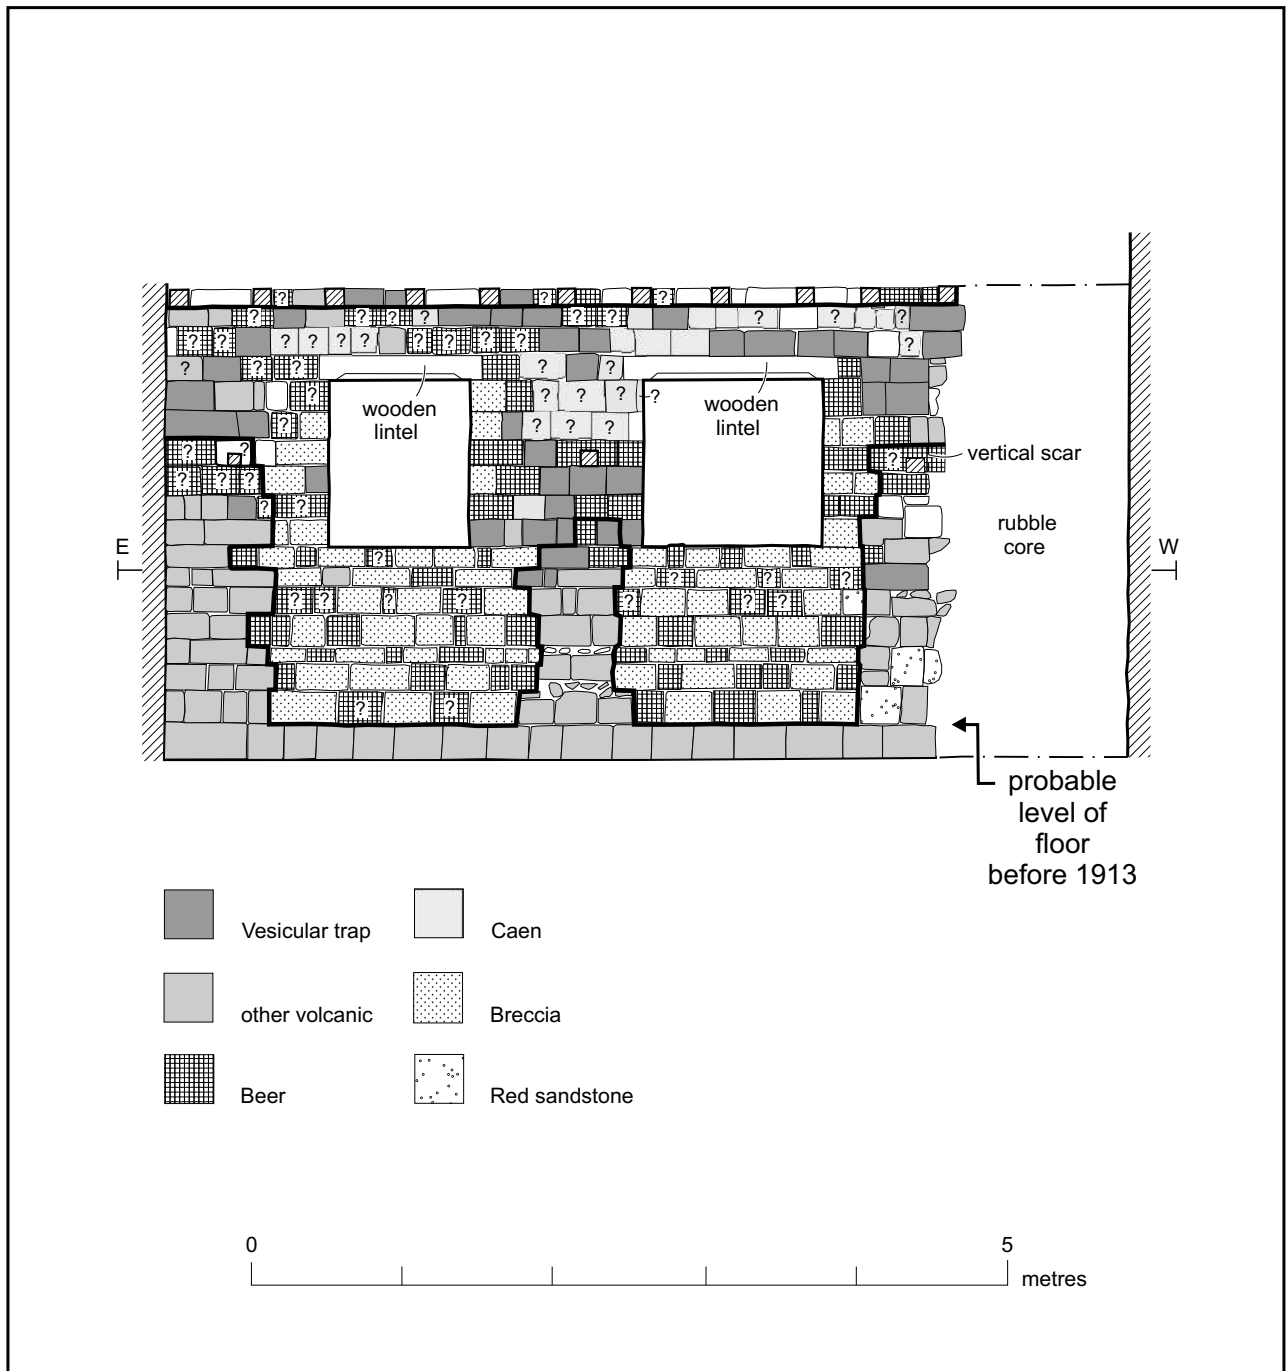 wooden
lintel
wooden
lintel
vertical scar
rubble
core
E
W
probable
level of
floor
before 1913
Vesicular trap
Caen
other volcanic
Breccia
Beer
Red sandstone
0
5
metres
? ? ? ? ? ? ? ? ? ? ?
? ? ? ? ? ? ? ? ? ? ?
? ? ? ?
? ? ? ? ?
? ? ? ?
? ? ?
? ? ?
? ?
?
? ? ?
? ? ? ? ? ? ?
? ?